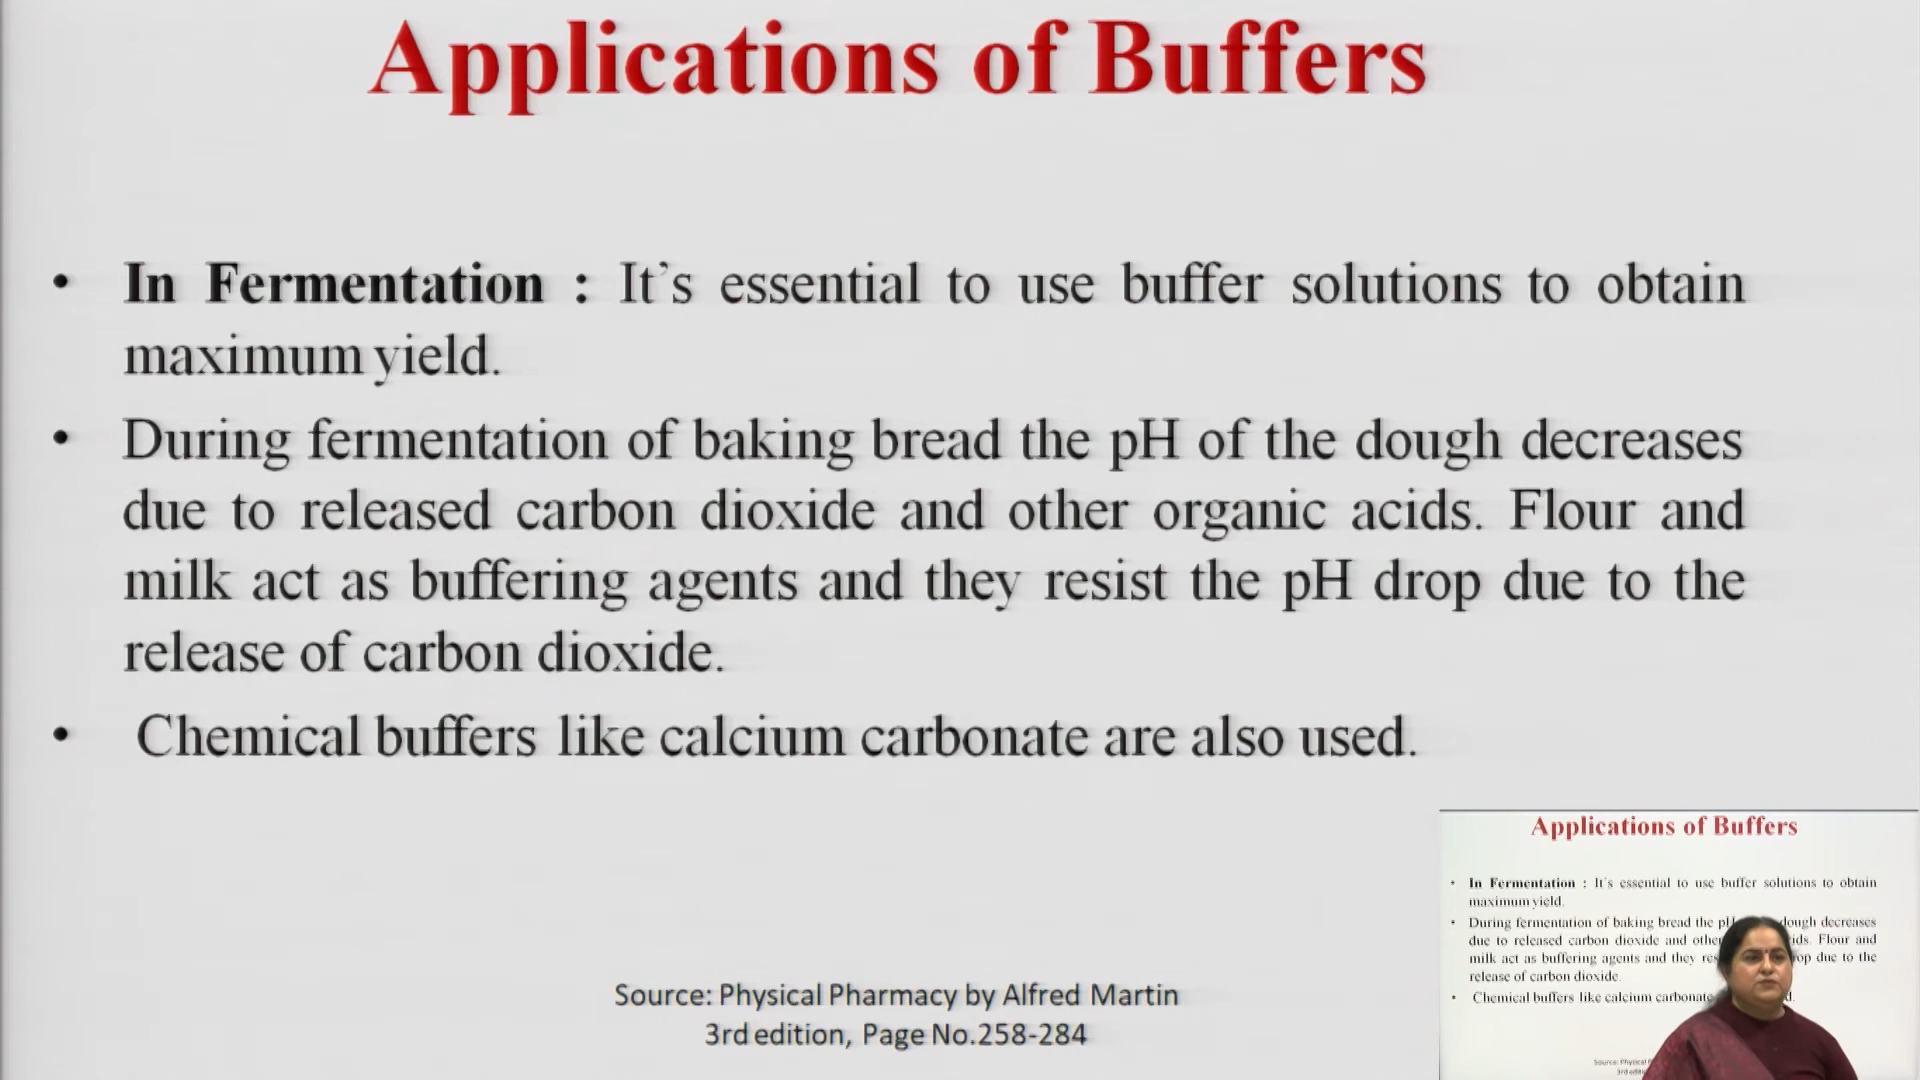 Applications of Buffers
• In Fermentation : It's essential to use buffer solutions to obtain
maximum yield.
• During fermentation of baking bread the pH of the dough decreases
due to released carbon dioxide and other organic acids. Flour and
milk act as buffering agents and they resist the pH drop due to the
release of carbon dioxide.
• Chemical buffers like calcium carbonate are also used.
Source: Physical Pharmacy by Alfred Martin
3rd edition, Page No.258-284
Applications of Buffers
• In Fermentation : It's essential to use buffer solutions to obtain
maximum yield.
• During fermentation of baking bread the dough decreases
due to released carbon dioxide and other Flour and
milk act as buffering agents and they due to the
release of carbon dioxide.
• Chemical buffers like calcium carbonate
Source: